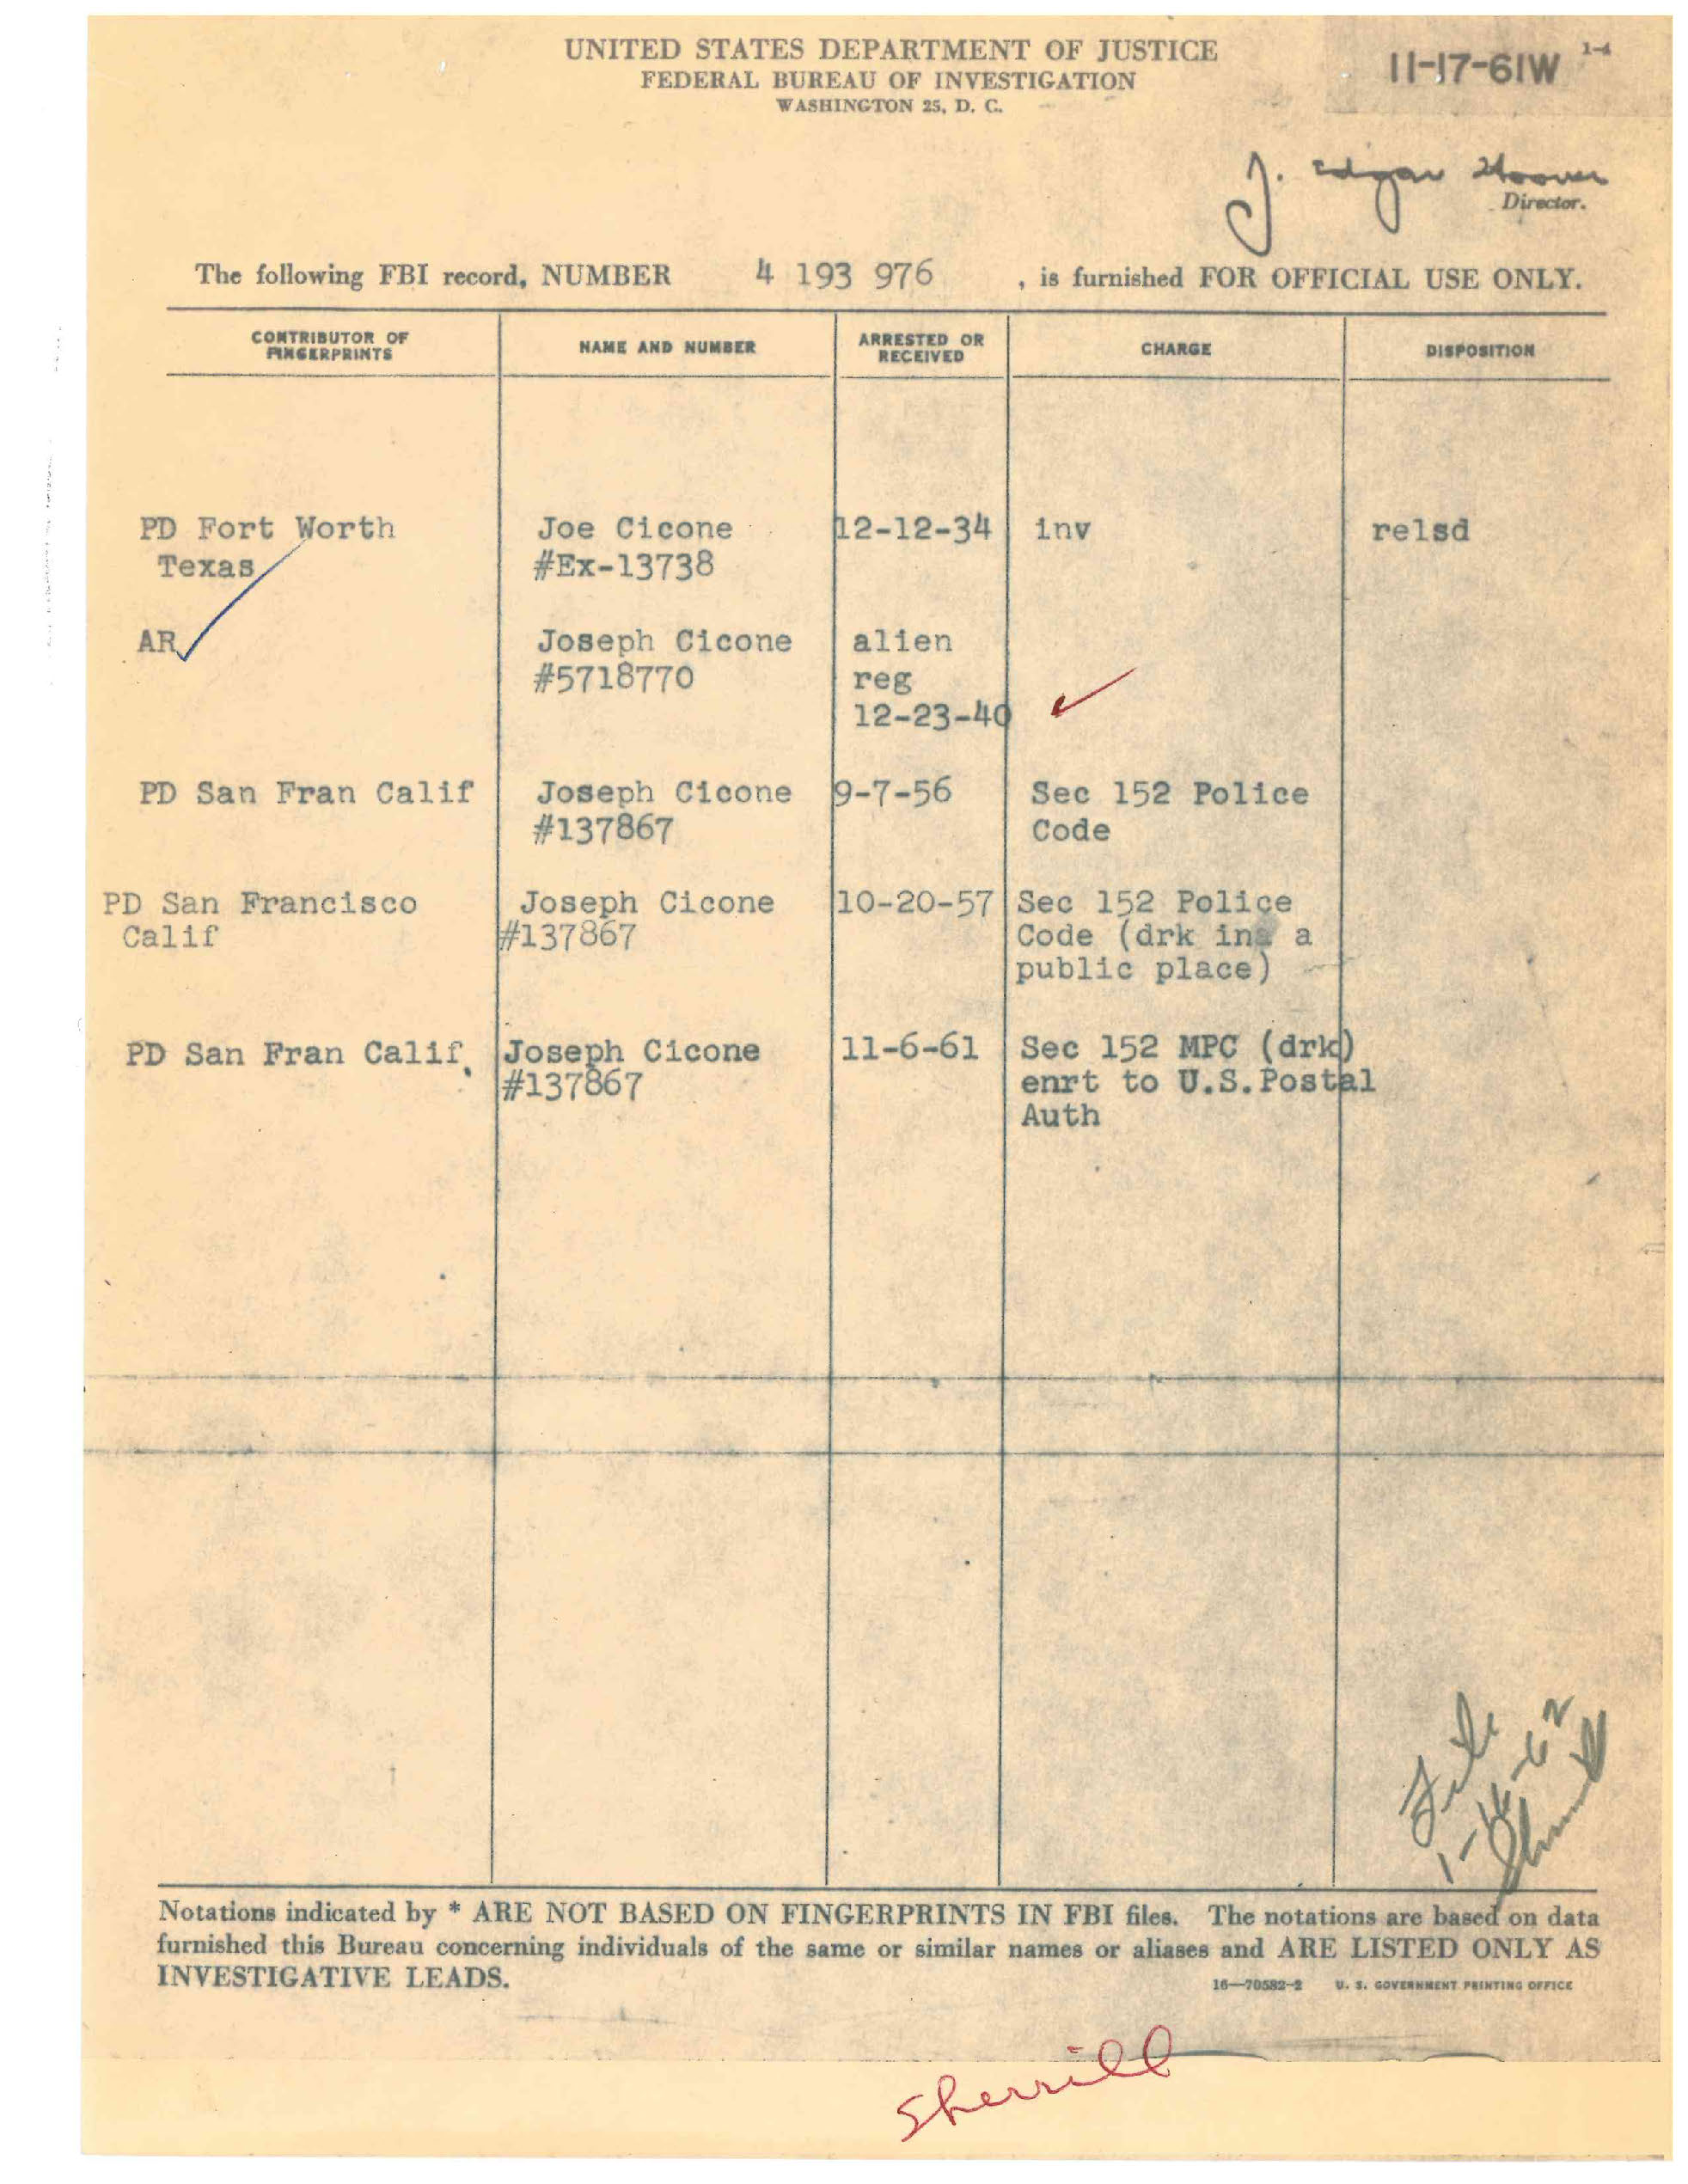 UNITED STATES DEPARTMENT OF JUSTICE
FEDERAL BUREAU OF INVESTIGATION
WASHINGTON 25, D. C.
11-17-61W 1-4
J. Edgar Hoover
Director.
The following FBI record, NUMBER 4 193 976 , is furnished FOR OFFICIAL USE ONLY.
CONTRIBUTOR OF
FINGERPRINTS
NAME AND NUMBER
ARRESTED OR
RECEIVED
CHARGE
DISPOSITION
PD Fort Worth Joe Cicone 12-12-34 inv relsd
Texas #Ex-13738
AR Joseph Cicone alien
#5718770 reg
12-23-40
PD San Fran Calif Joseph Cicone 9-7-56 Sec 152 Police
#137867 Code
PD San Francisco Joseph Cicone 10-20-57 Sec 152 Police
Calif #137867 Code (drk in a
public place)
PD San Fran Calif. Joseph Cicone 11-6-61 Sec 152 MPC (drk)
#137867 enrt to U.S.Postal
Auth
File
1-16-62
Notations indicated by * ARE NOT BASED ON FINGERPRINTS IN FBI files. The notations are based on data
furnished this Bureau concerning individuals of the same or similar names or aliases and ARE LISTED ONLY AS
INVESTIGATIVE LEADS.
16—70582-2 U. S. GOVERNMENT PRINTING OFFICE
Sherrill